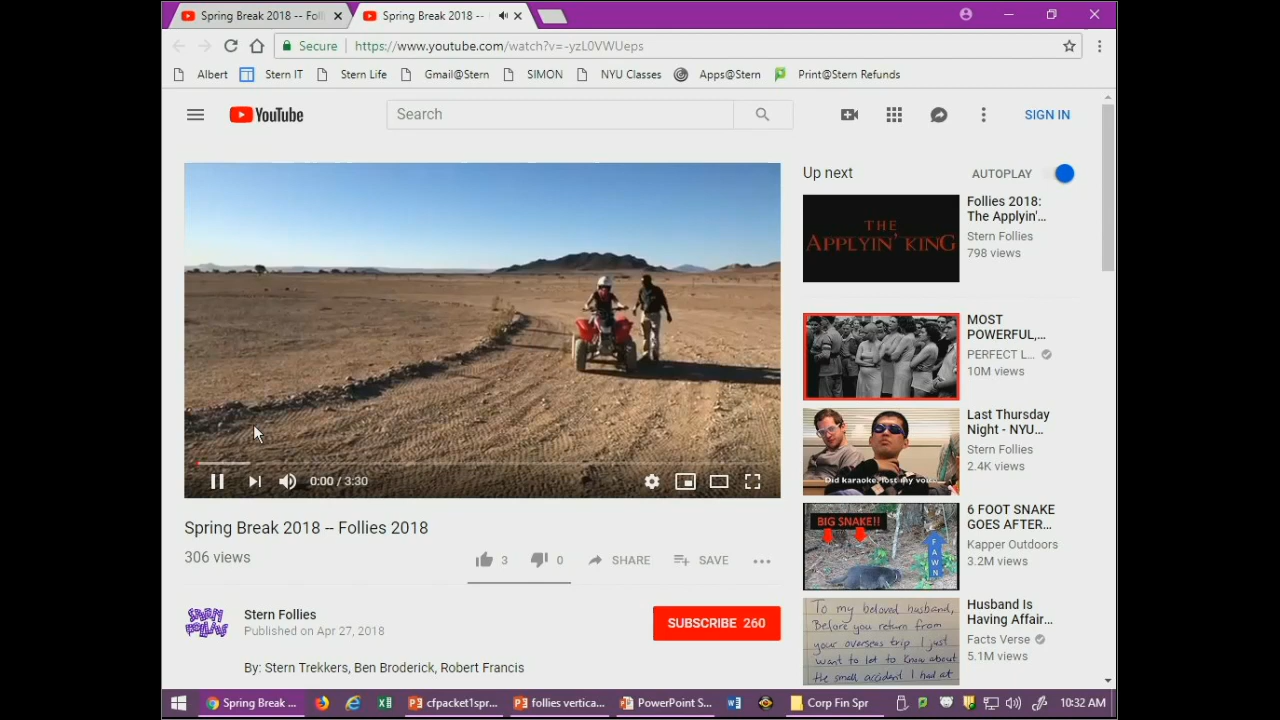 Spring Break 2018 -- Foll
Spring Break 2018 --
Secure
https://www.youtube.com/watch?v=-yzL0VWUeps
Albert
Stern IT
Stern Life
Gmail@Stern
SIMON
NYU Classes
Apps@Stern
Print@Stern Refunds
YouTube
Search
SIGN IN
0:00 / 3:30
Spring Break 2018 -- Follies 2018
306 views
3
0
SHARE
SAVE
Stern Follies
Published on Apr 27, 2018
SUBSCRIBE 260
By: Stern Trekkers, Ben Broderick, Robert Francis
Up next
AUTOPLAY
THE
APPLYIN' KING
Follies 2018:
The Applyin'...
Stern Follies
798 views
MOST
POWERFUL,...
PERFECT L...
10M views
Did karaoke, lost my voice...
Last Thursday
Night - NYU...
Stern Follies
2.4K views
BIG SNAKE!!
FAWN
6 FOOT SNAKE
GOES AFTER...
Kapper Outdoors
3.2M views
To my beloved husband,
Before you return from
your overseas trip I just
want to let to know about
the small accident I had at
Husband Is
Having Affair...
Facts Verse
5.1M views
Spring Break ...
cfpacket1spr...
follies vertica...
PowerPoint S...
Corp Fin Spr
10:32 AM